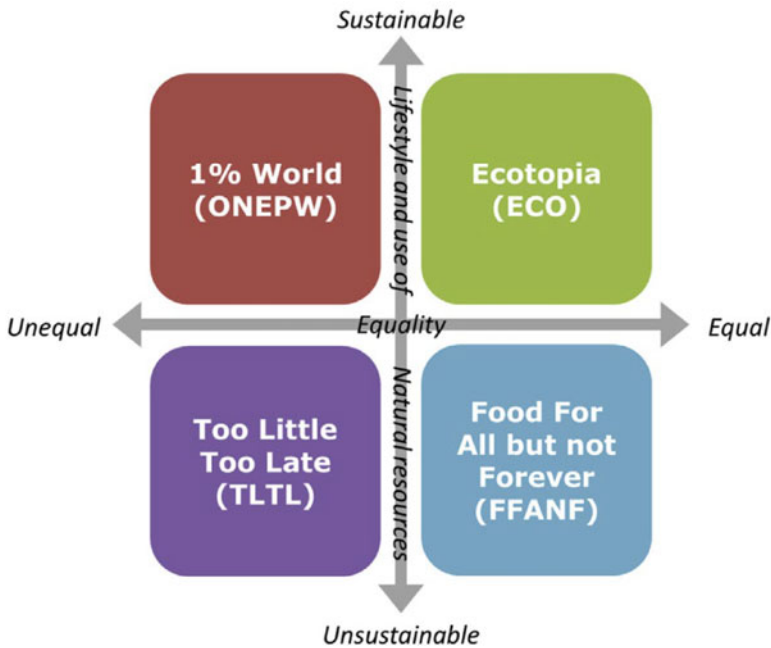 Sustainable
1% World
(ONEPW)
Lifestyle and use of
Ecotopia
(ECO)
Unequal
Equality
Equal
Too Little
Too Late
(TLTL)
Natural resources
Food For
All but not
Forever
(FFANF)
Unsustainable